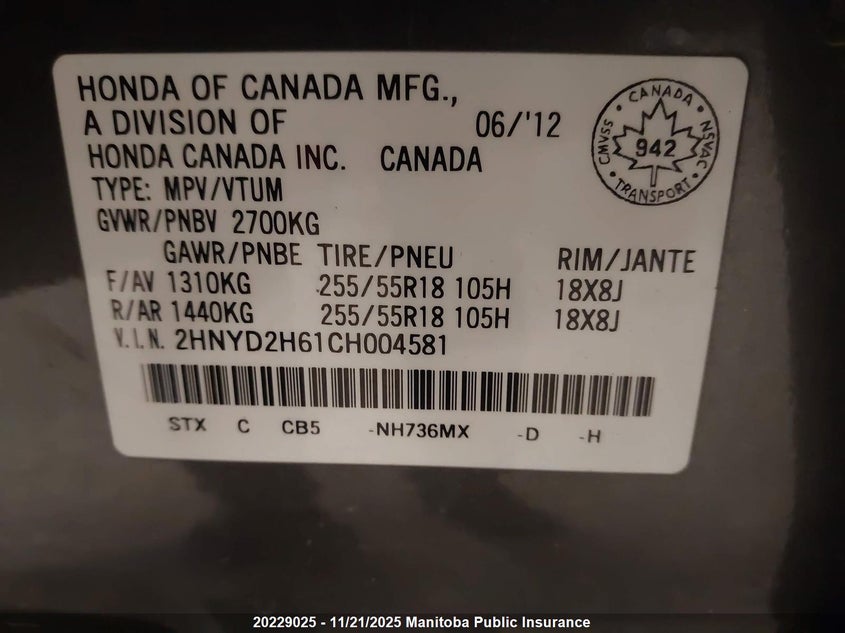 HONDA OF CANADA MFG.,
A DIVISION OF 06/'12
HONDA CANADA INC. CANADA
TYPE: MPV/VTUM
GVWR/PNBV 2700KG
GAWR/PNBE TIRE/PNEU RIM/JANTE
F/AV 1310KG 255/55R18 105H 18X8J
R/AR 1440KG 255/55R18 105H 18X8J
V.I.N. 2HNYD2H61CH004581
STX C CB5 -NH736MX -D -H
CANADA
CMVSS 942 NSVAC
TRANSPORT
20229025 - 11/21/2025 Manitoba Public Insurance